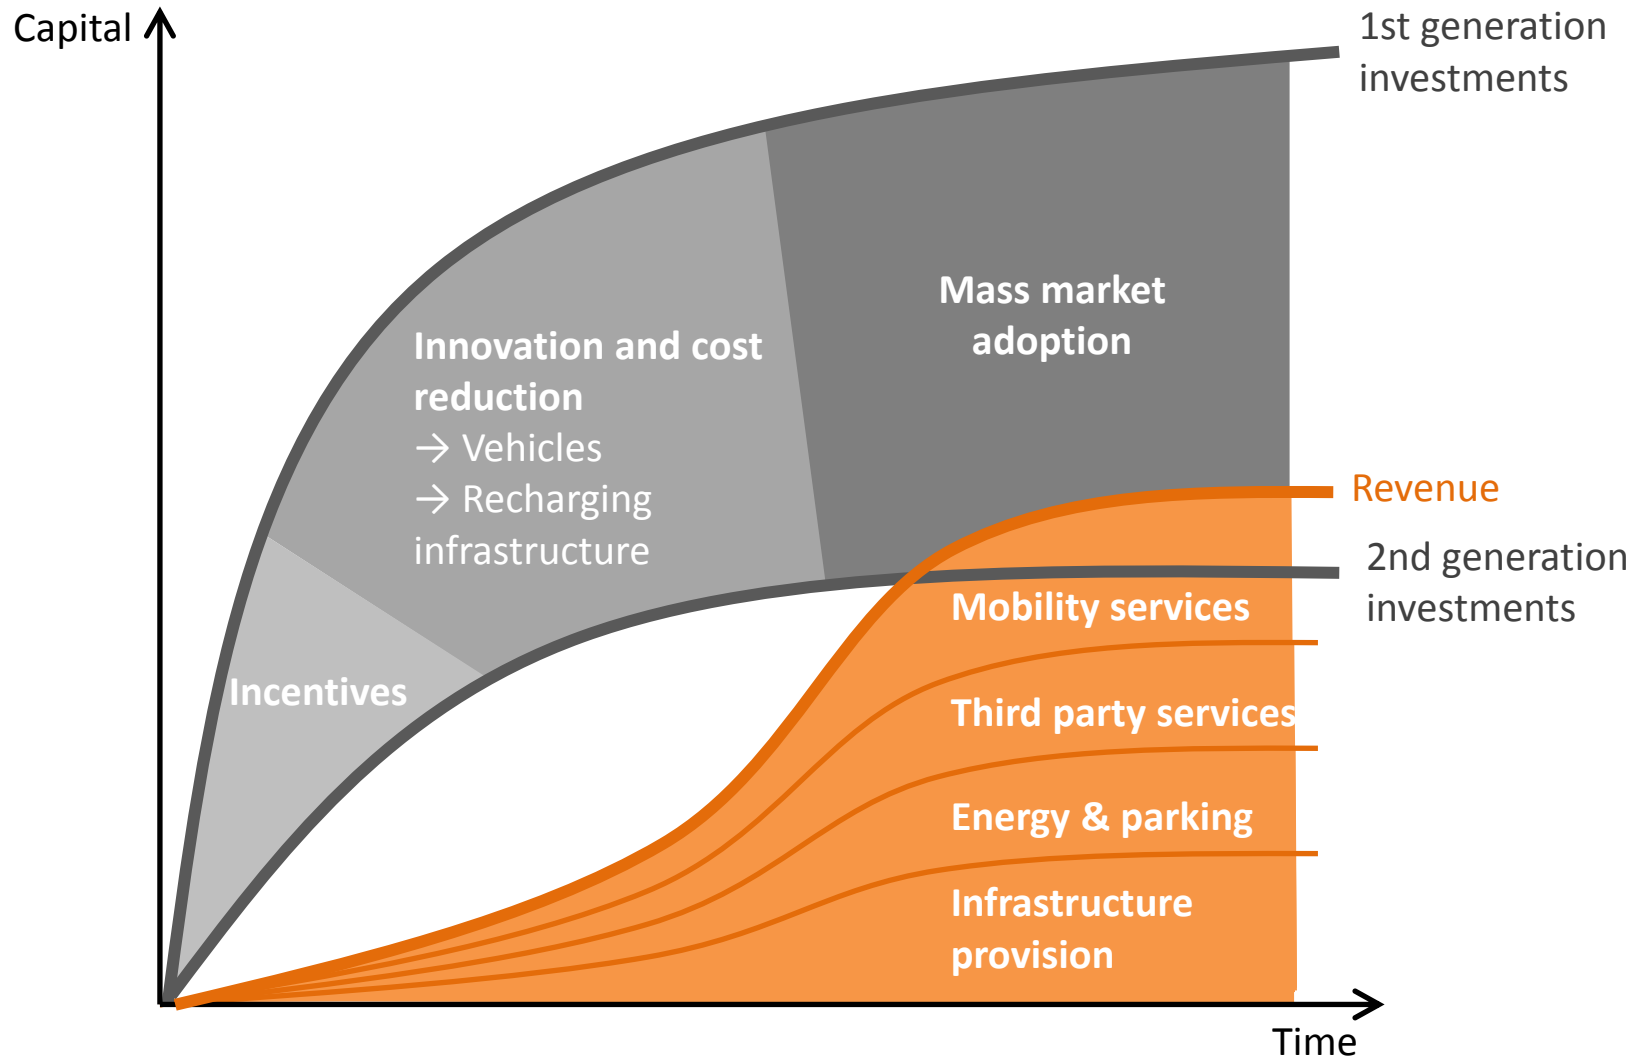 Capital
1st generation
investments
Mass market
adoption
Innovation and cost
reduction
→ Vehicles
→ Recharging
infrastructure
Incentives
Revenue
2nd generation
investments
Mobility services
Third party services
Energy & parking
Infrastructure
provision
Time